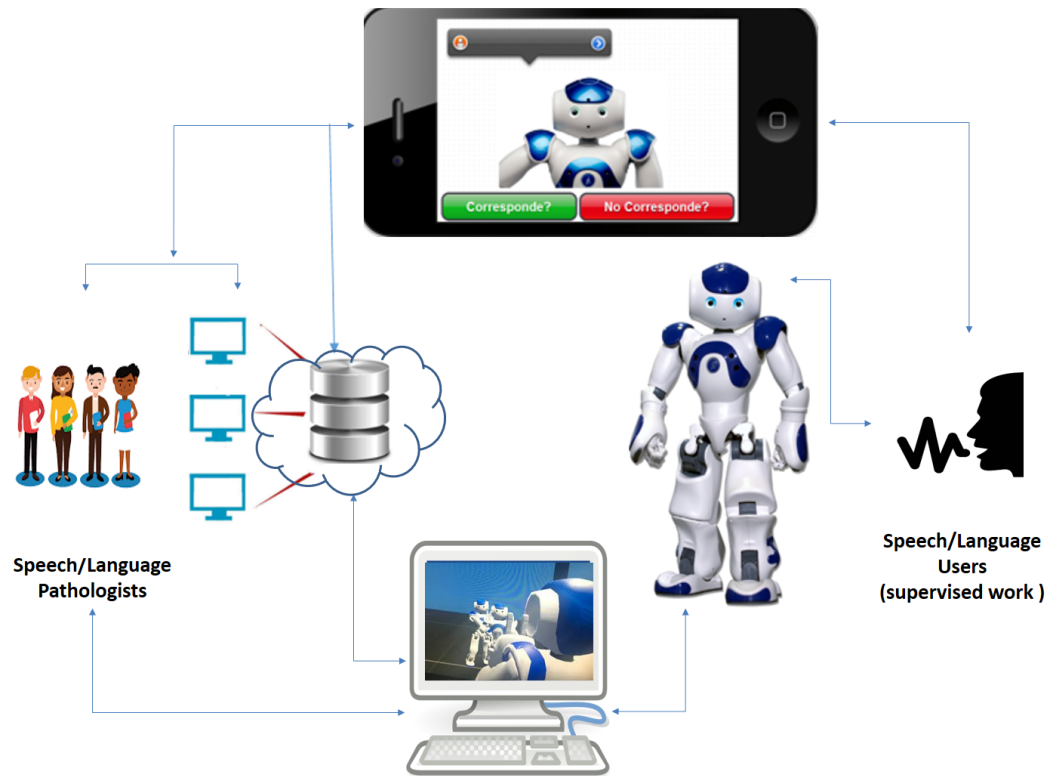 Corresponde?
No Corresponde?
Speech/Language
Pathologists
Speech/Language
Users
(supervised work )